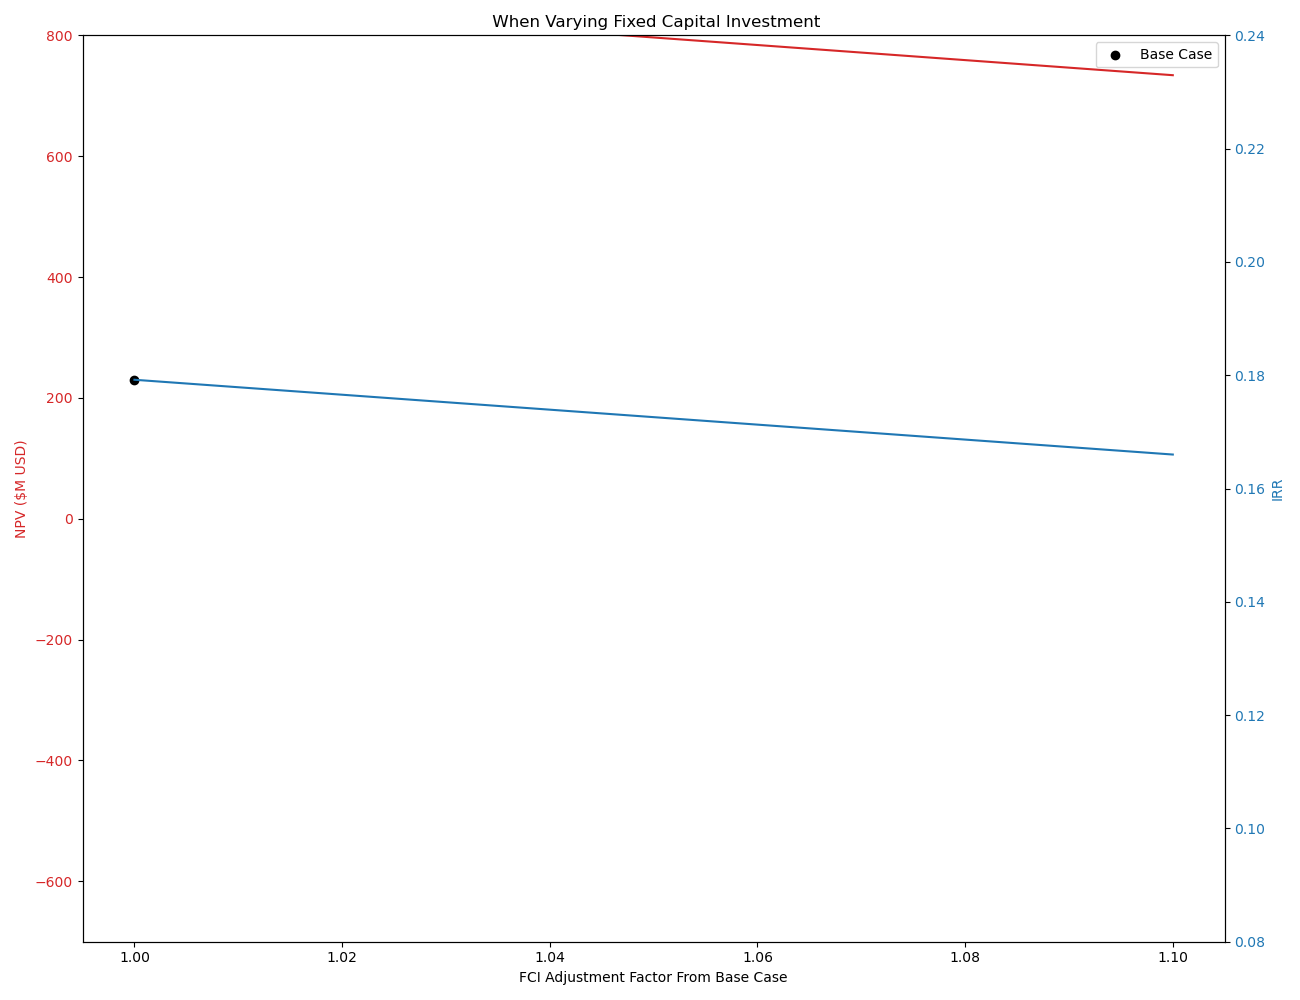 When Varying Fixed Capital Investment
Base Case
800
600
400
200
0
−200
−400
−600
NPV ($M USD)
0.24
0.22
0.20
0.18
0.16
0.14
0.12
0.10
0.08
IRR
1.00 1.02 1.04 1.06 1.08 1.10
FCI Adjustment Factor From Base Case